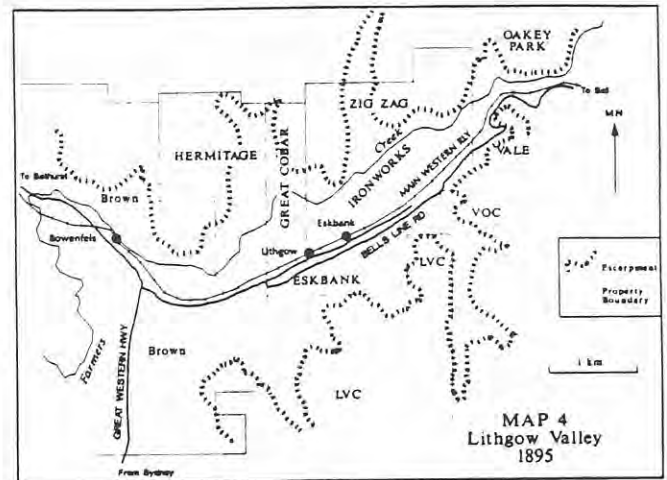 OAKEY
PARK
To Bell
ZIG ZAG
MN
Creek
HERMITAGE
GREAT COBAR
IRONWORKS
MAIN WESTERN RLY
VALE
To Bathurst
Brown
Eskbank
VOC
Bowenfels
Lithgow
BELLS LINE RD
LVC
Escarpment
ESKBANK
Property
Boundary
Farmers
GREAT WESTERN HWY
Brown
1 km
LVC
MAP 4
Lithgow Valley
1895
From Sydney